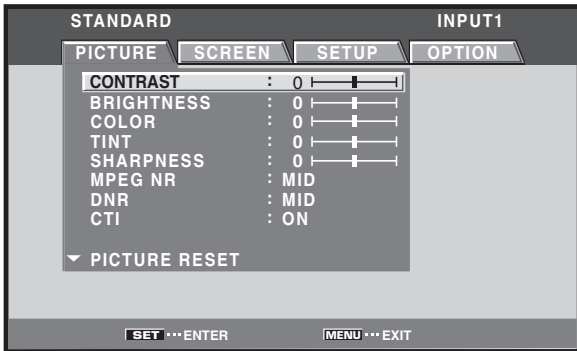 STANDARD INPUT1
PICTURE SCREEN SETUP OPTION
CONTRAST : 0
BRIGHTNESS : 0
COLOR : 0
TINT : 0
SHARPNESS : 0
MPEG NR : MID
DNR : MID
CTI : ON
PICTURE RESET
SET ··· ENTER MENU ··· EXIT